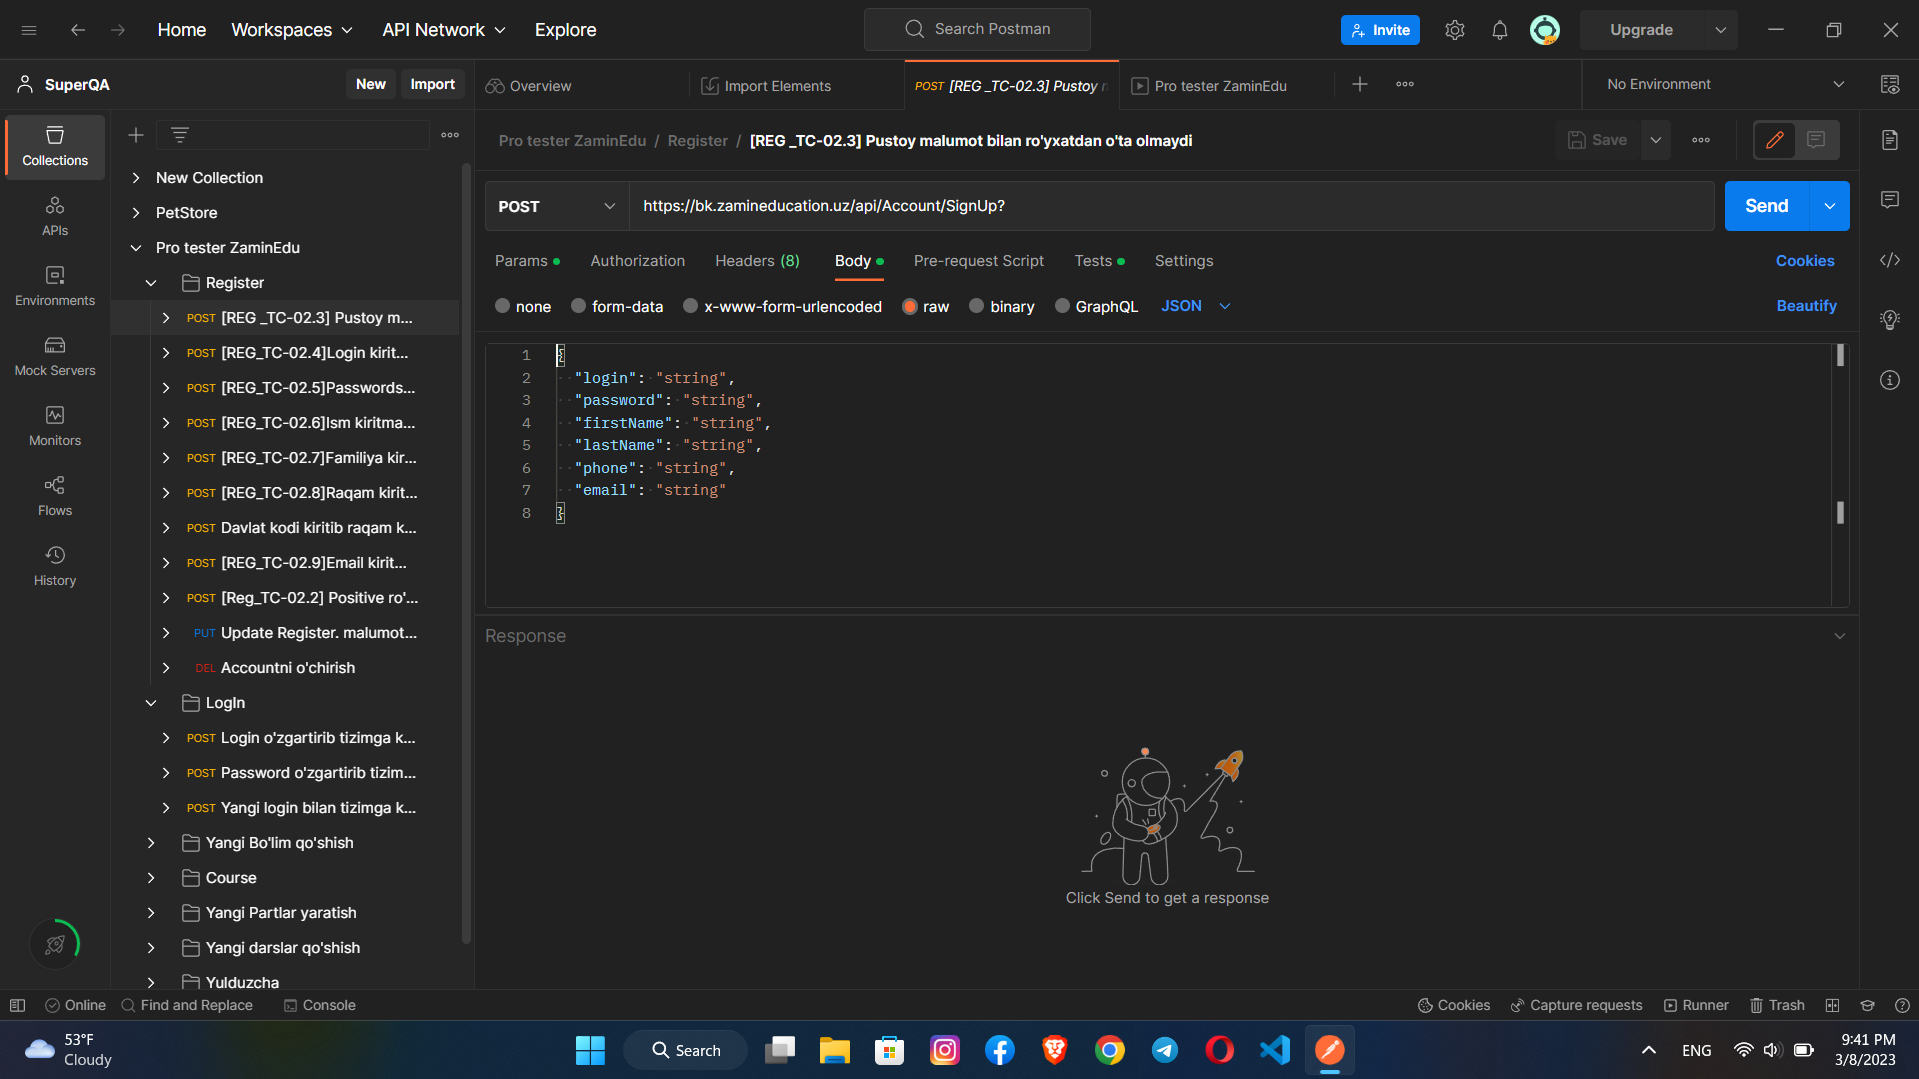 Home Workspaces API Network Explore
Search Postman
Invite
Upgrade
SuperQA New Import
Overview
Import Elements
POST [REG _TC-02.3] Pustoy
Pro tester ZaminEdu
No Environment
Collections
APIs
Environments
Mock Servers
Monitors
Flows
History
New Collection
PetStore
Pro tester ZaminEdu
Register
POST [REG _TC-02.3] Pustoy m...
POST [REG_TC-02.4]Login kirit...
POST [REG_TC-02.5]Passwords...
POST [REG_TC-02.6]Ism kiritma...
POST [REG_TC-02.7]Familiya kir...
POST [REG_TC-02.8]Raqam kirit...
POST Davlat kodi kiritib raqam k...
POST [REG_TC-02.9]Email kirit...
POST [Reg_TC-02.2] Positive ro'...
PUT Update Register. malumot...
DEL Accountni o'chirish
LogIn
POST Login o'zgartirib tizimga k...
POST Password o'zgartirib tizim...
POST Yangi login bilan tizimga k...
Yangi Bo'lim qo'shish
Course
Yangi Partlar yaratish
Yangi darslar qo'shish
Yulduzcha
Pro tester ZaminEdu / Register / [REG _TC-02.3] Pustoy malumot bilan ro'yxatdan o'ta olmaydi
Save
POST https://bk.zamineducation.uz/api/Account/SignUp?
Send
Params Authorization Headers (8) Body Pre-request Script Tests Settings Cookies
none form-data x-www-form-urlencoded raw binary GraphQL JSON Beautify
1 {
2 "login": "string",
3 "password": "string",
4 "firstName": "string",
5 "lastName": "string",
6 "phone": "string",
7 "email": "string"
8 }
Response
Click Send to get a response
Online Find and Replace Console
Cookies Capture requests Runner Trash
53°F
Cloudy
Search
ENG
9:41 PM
3/8/2023